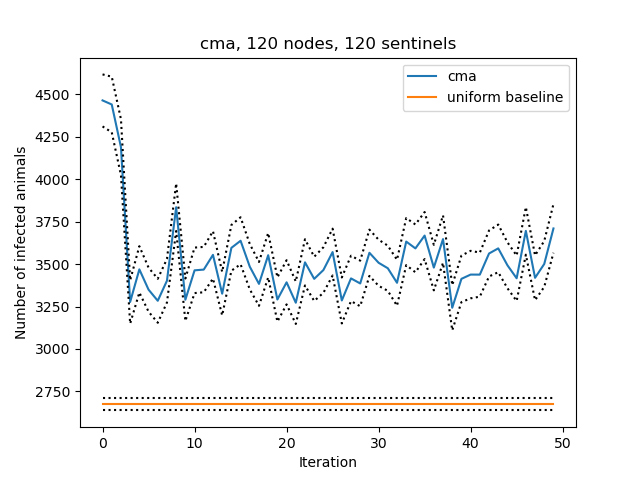 cma, 120 nodes, 120 sentinels
cma
uniform baseline
Number of infected animals
4500
4250
4000
3750
3500
3250
3000
2750
0 10 20 30 40 50
Iteration